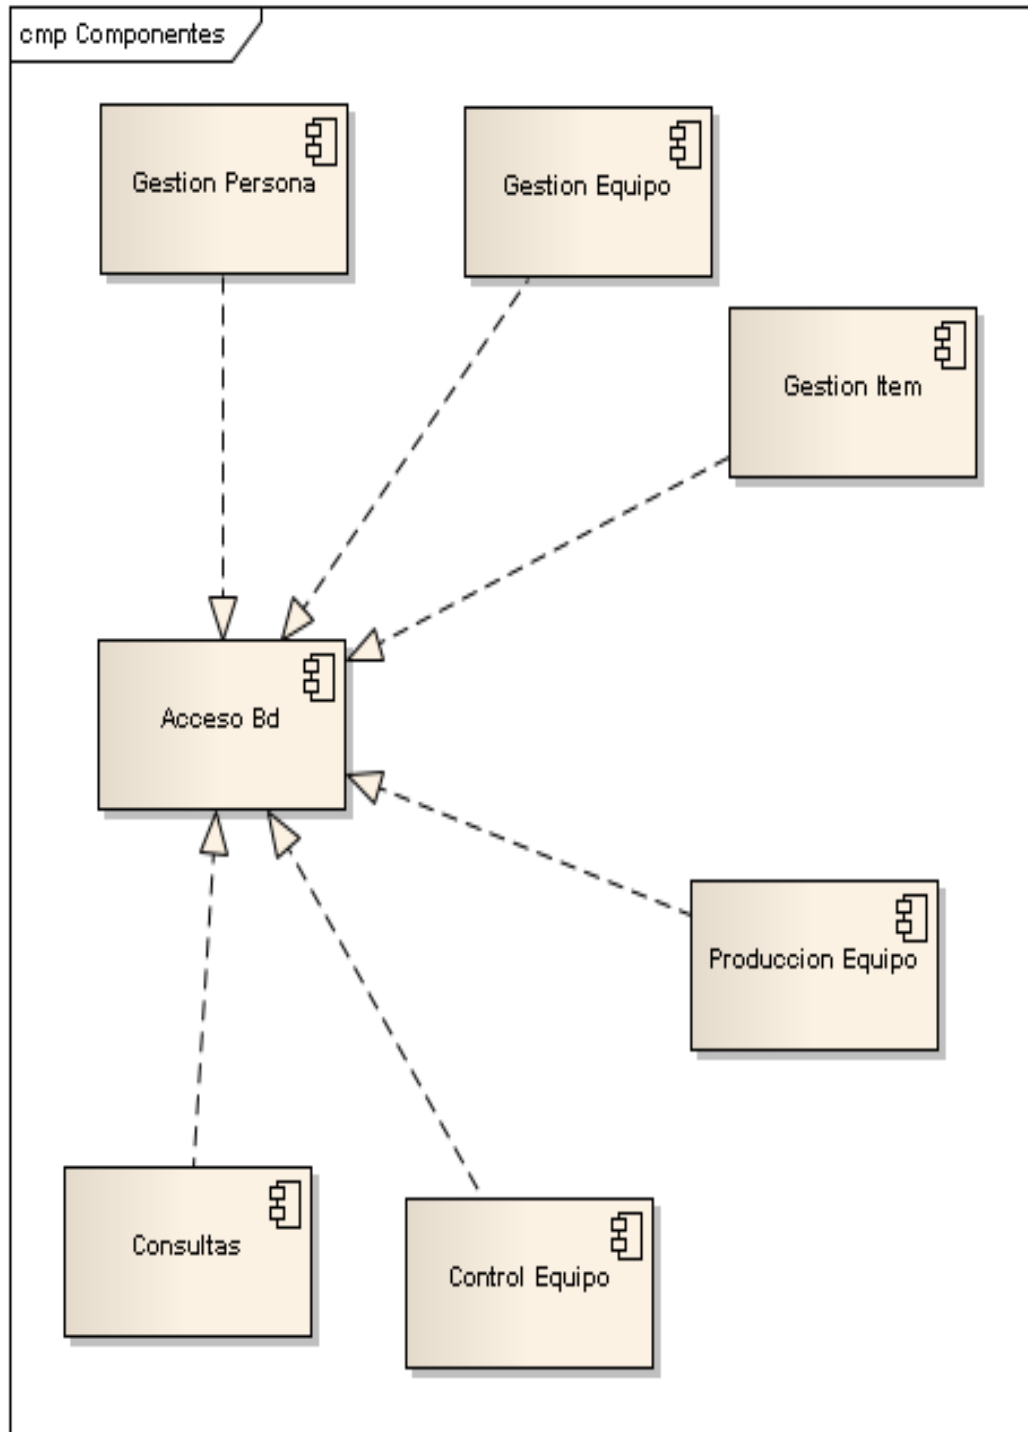 cmp Componentes
Gestion Persona
Gestion Equipo
Gestion Item
Acceso Bd
Produccion Equipo
Consultas
Control Equipo